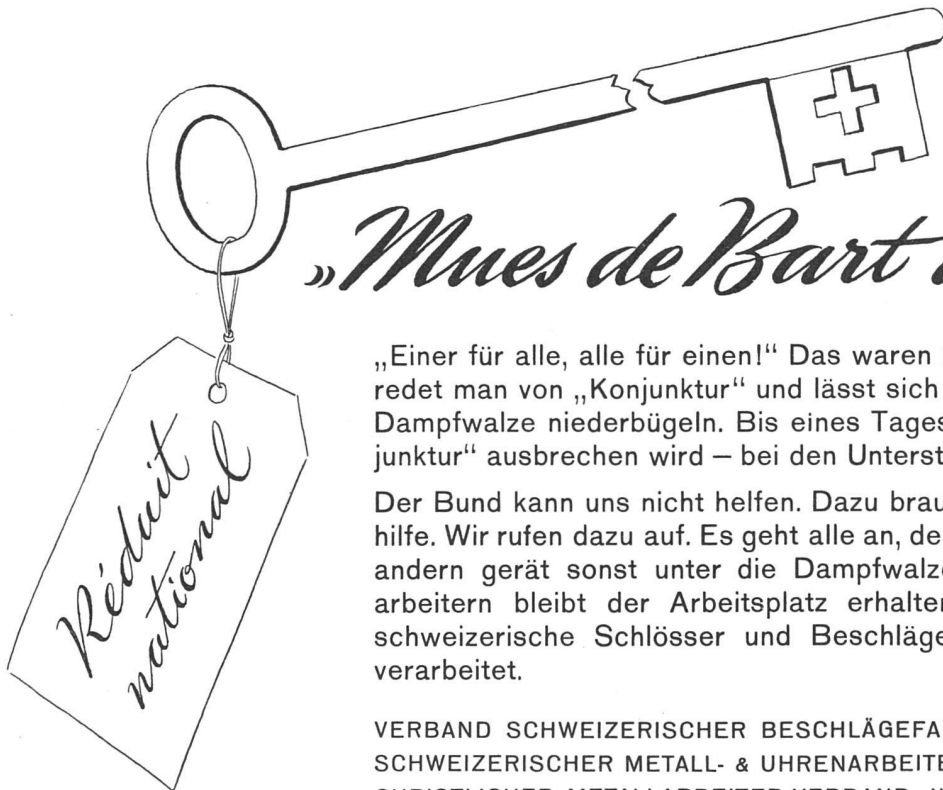 Réduit
national
„Mues de Bart
„Einer für alle, alle für einen!“ Das waren
redet man von „Konjunktur“ und lässt sich
Dampfwalze niederbügeln. Bis eines Tages
junktur“ ausbrechen wird — bei den Unterst
Der Bund kann uns nicht helfen. Dazu brau
hilfe. Wir rufen dazu auf. Es geht alle an, de
andern gerät sonst unter die Dampfwalze
arbeitern bleibt der Arbeitsplatz erhalten
schweizerische Schlösser und Beschläge
verarbeitet.
VERBAND SCHWEIZERISCHER BESCHLÄGEFA
SCHWEIZERISCHER METALL- & UHRENARBEITE